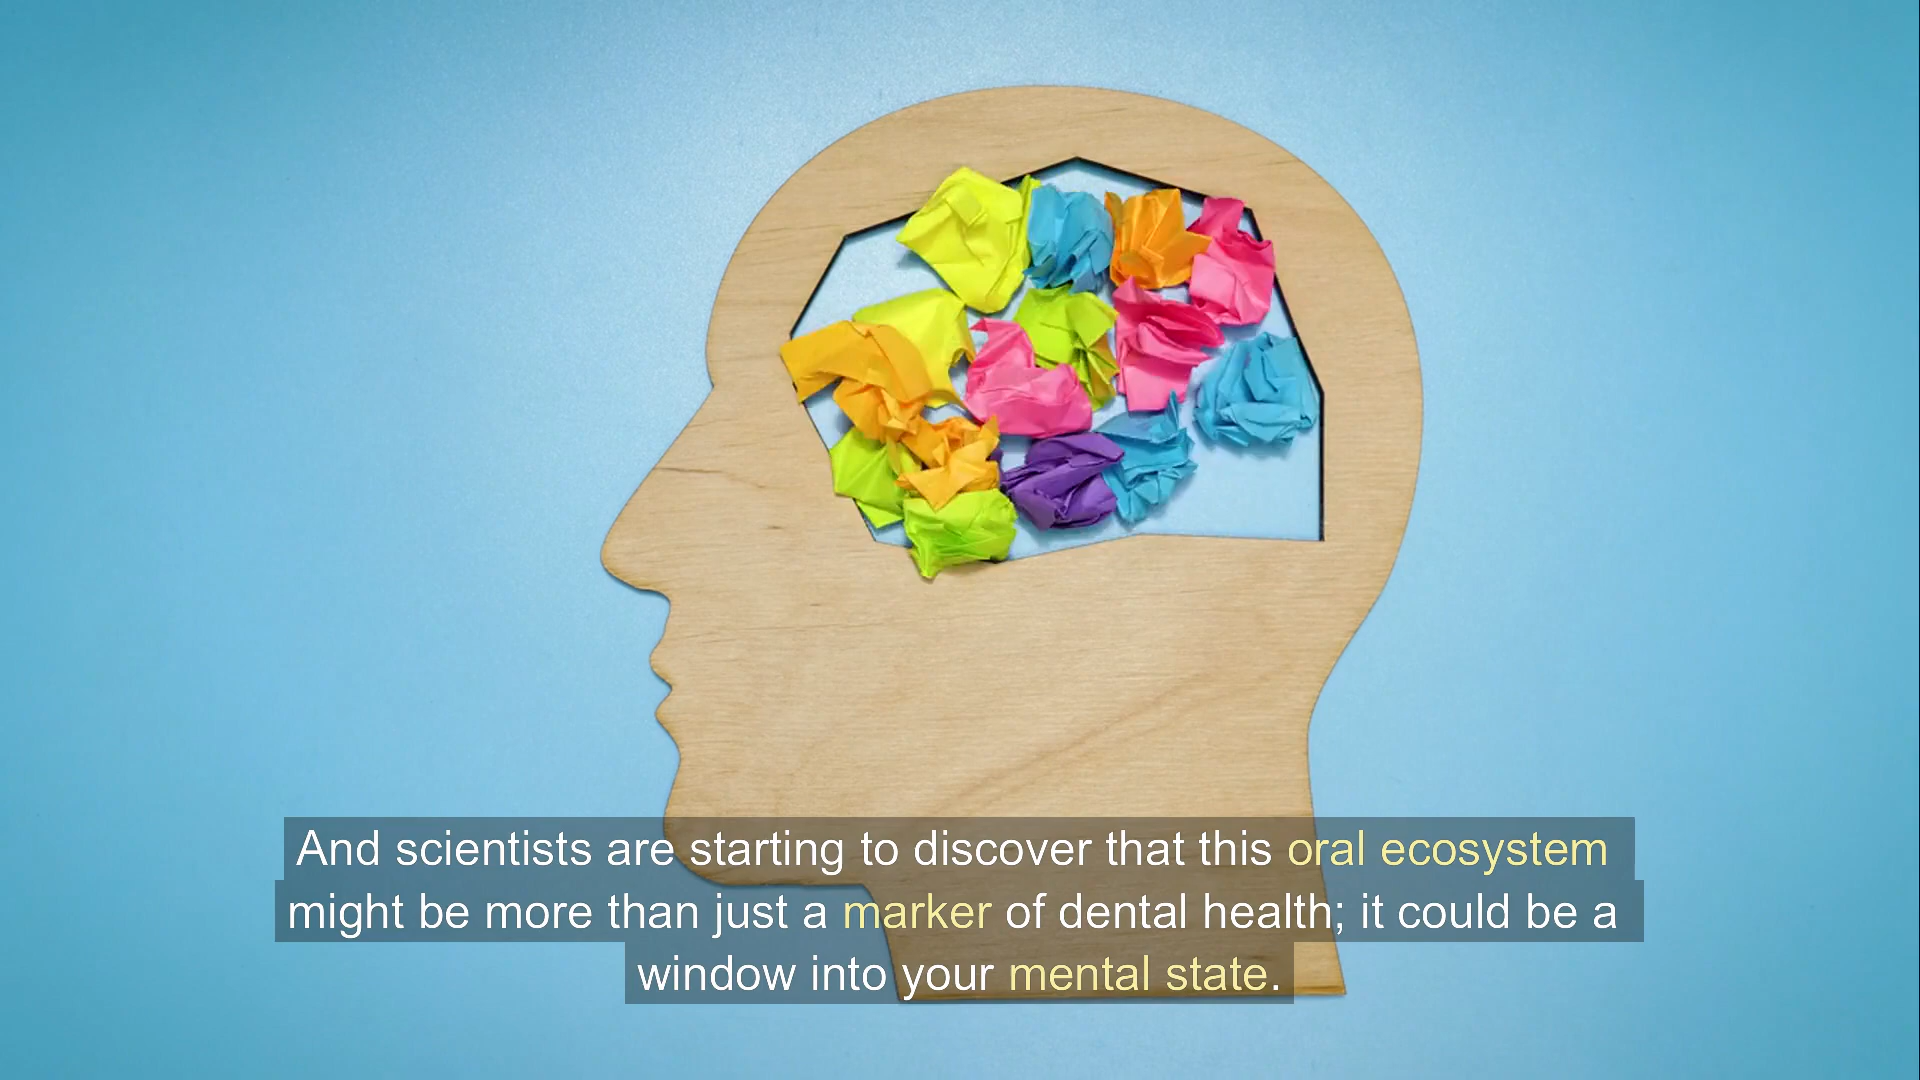 And scientists are starting to discover that this oral ecosystem
might be more than just a marker of dental health; it could be a
window into your mental state.